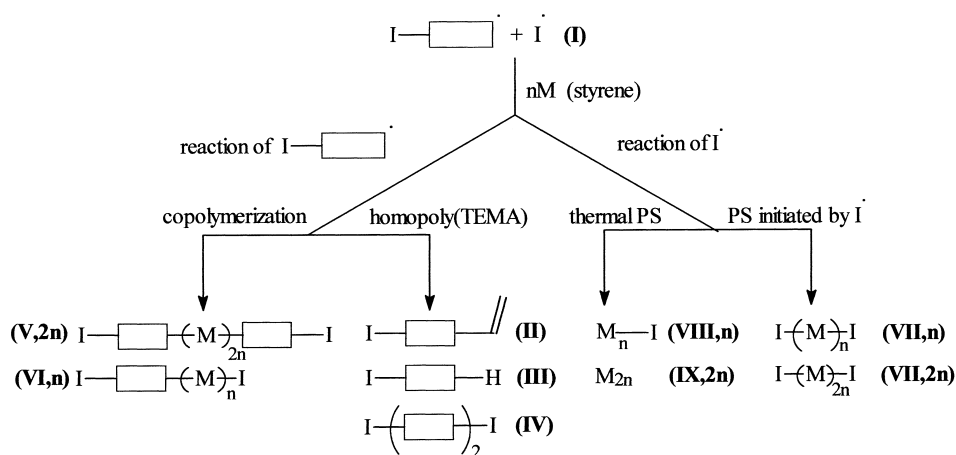 I—[ ]˙ + I˙ (I)
nM (styrene)
reaction of I—[ ]˙
reaction of I˙
copolymerization
homopoly(TEMA)
thermal PS
PS initiated by I˙
(V,2n) I—[ ]—(M)2n—[ ]—I
I—[ ]—// (II)
Mn—I (VIII,n)
I—(M)n—I (VII,n)
(VI,n) I—[ ]—(M)n—I
I—[ ]—H (III)
M2n (IX,2n)
I—(M)2n—I (VII,2n)
I—([ ])2—I (IV)